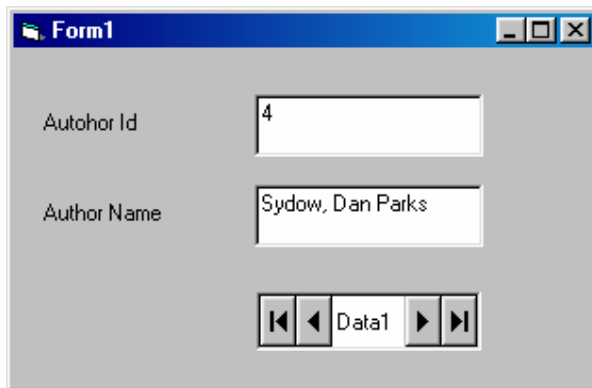 Form1
Autohor Id
4
Author Name
Sydow, Dan Parks
Data1